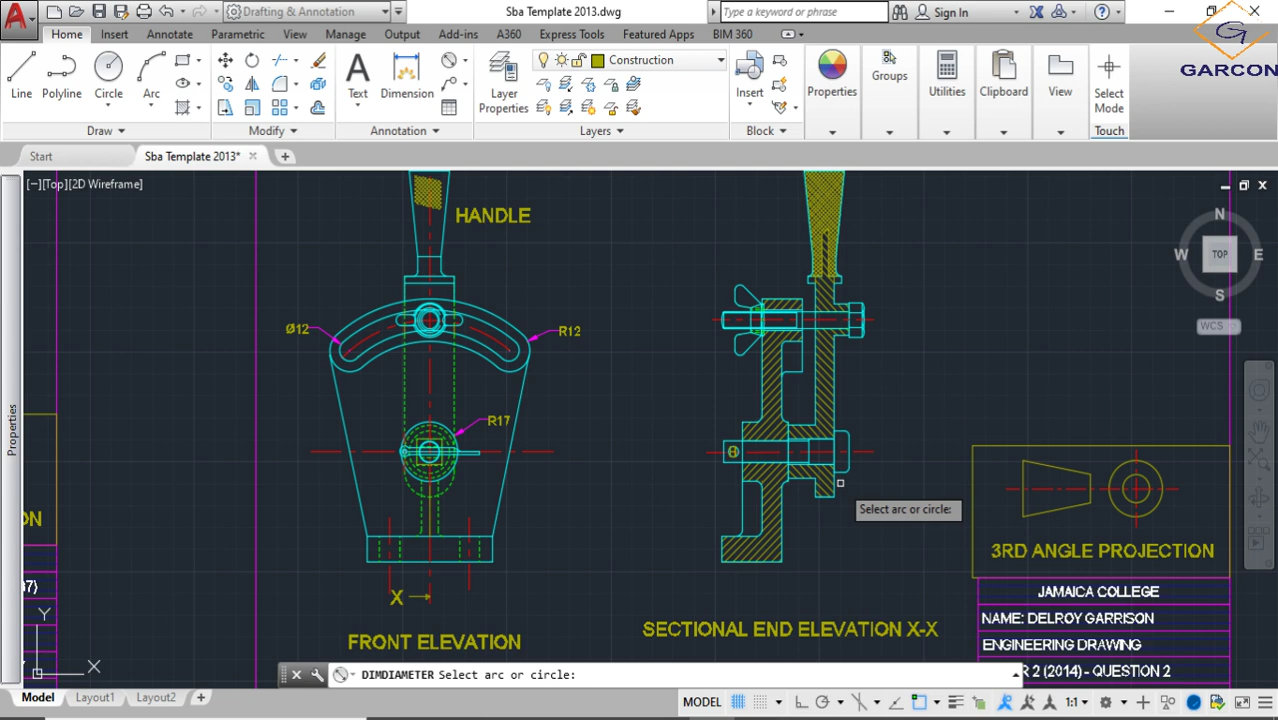 Drafting & Annotation
Sba Template 2013.dwg
Type a keyword or phrase
Sign In
GARCON
Home Insert Annotate Parametric View Manage Output Add-ins A360 Express Tools Featured Apps BIM 360
Construction
Line Polyline Circle Arc
Text Dimension
Layer Properties
Insert
Properties Groups Utilities Clipboard View
Select Mode
Draw Modify Annotation Layers Block Touch
Start Sba Template 2013*
[−][Top][2D Wireframe]
HANDLE
N
W TOP E
S
WCS
Ø12
R12
R17
Properties
Select arc or circle:
3RD ANGLE PROJECTION
JAMAICA COLLEGE
NAME: DELROY GARRISON
ENGINEERING DRAWING
2 (2014) - QUESTION 2
X
FRONT ELEVATION
SECTIONAL END ELEVATION X-X
Y
X
DIMDIAMETER Select arc or circle:
Model Layout1 Layout2
MODEL
1:1